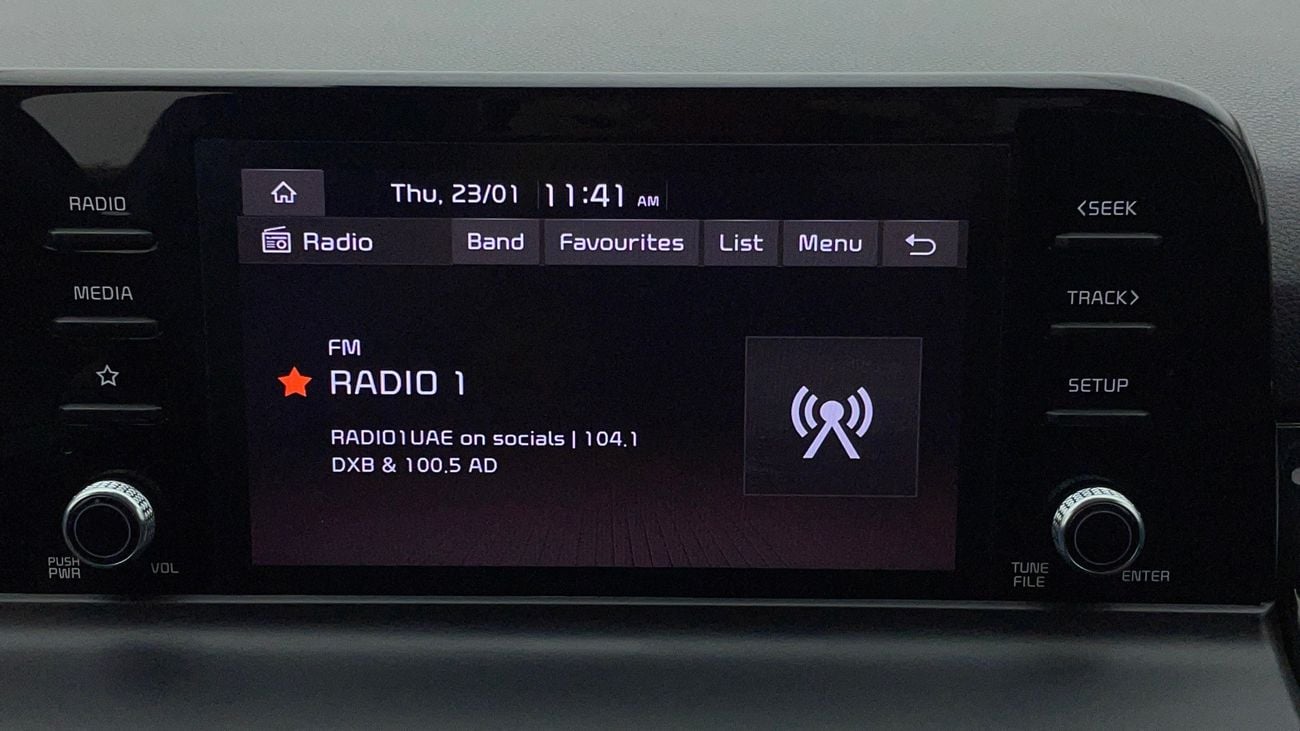 RADIO
MEDIA
PUSH
PWR
VOL
Thu, 23/01 11:41 AM
Radio Band Favourites List Menu
FM
RADIO 1
RADIO1UAE on socials | 104.1
DXB & 100.5 AD
<SEEK
TRACK>
SETUP
TUNE
FILE
ENTER